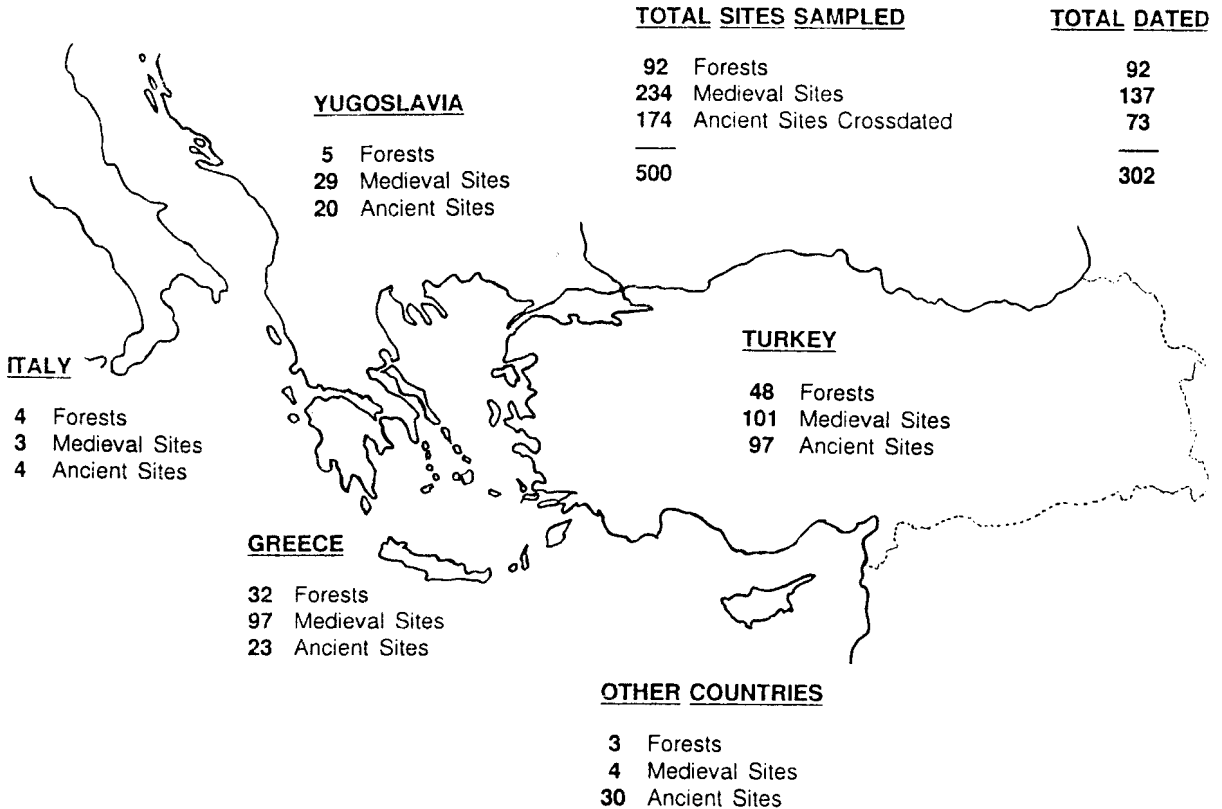 TOTAL SITES SAMPLED TOTAL DATED
92 Forests 92
234 Medieval Sites 137
174 Ancient Sites Crossdated 73
500 302
YUGOSLAVIA
5 Forests
29 Medieval Sites
20 Ancient Sites
ITALY
4 Forests
3 Medieval Sites
4 Ancient Sites
TURKEY
48 Forests
101 Medieval Sites
97 Ancient Sites
GREECE
32 Forests
97 Medieval Sites
23 Ancient Sites
OTHER COUNTRIES
3 Forests
4 Medieval Sites
30 Ancient Sites